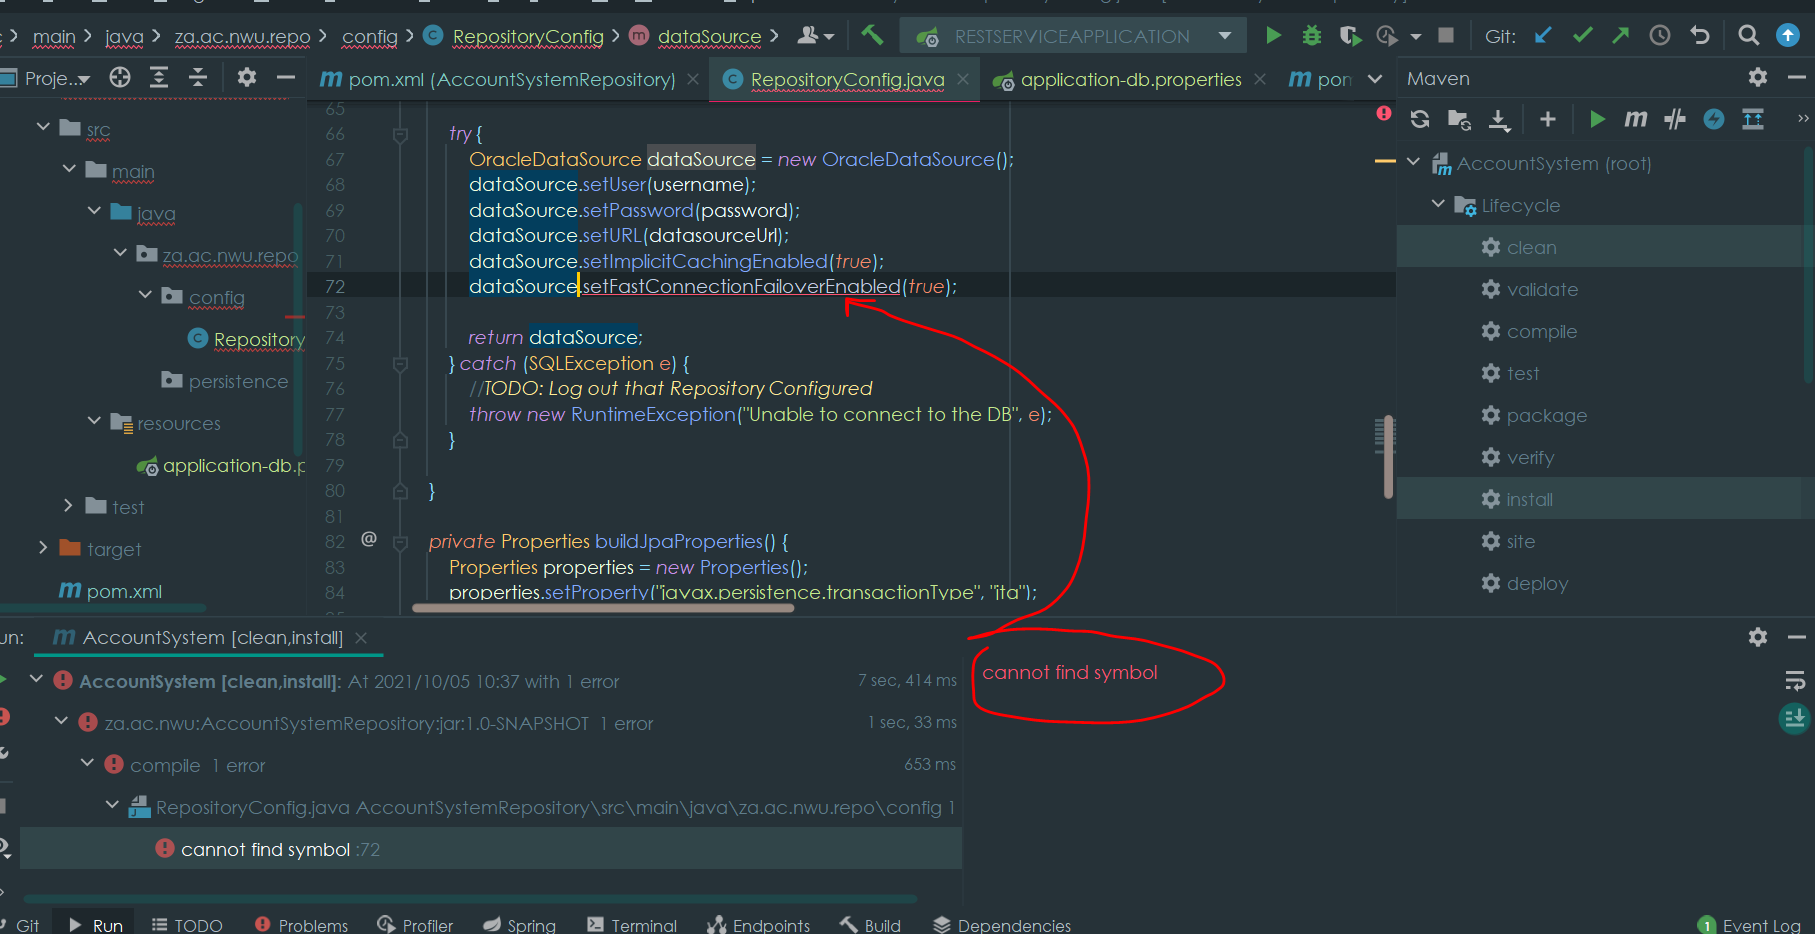 main
java
za.ac.nwu.repo
config
RepositoryConfig
dataSource
RESTSERVICEAPPLICATION
Git:
Proje...
pom.xml (AccountSystemRepository)
RepositoryConfig.java
application-db.properties
pon
Maven
src
main
java
za.ac.nwu.repo
config
Repository
persistence
resources
application-db.p
test
target
pom.xml
65
66 try {
67 OracleDataSource dataSource = new OracleDataSource();
68 dataSource.setUser(username);
69 dataSource.setPassword(password);
70 dataSource.setURL(datasourceUrl);
71 dataSource.setImplicitCachingEnabled(true);
72 dataSource.setFastConnectionFailoverEnabled(true);
73
74 return dataSource;
75 } catch (SQLException e) {
76 //TODO: Log out that Repository Configured
77 throw new RuntimeException("Unable to connect to the DB", e);
78 }
79
80 }
81
82 @ private Properties buildJpaProperties() {
83 Properties properties = new Properties();
84 properties.setProperty("javax.persistence.transactionType", "jta");
AccountSystem (root)
Lifecycle
clean
validate
compile
test
package
verify
install
site
deploy
un:
AccountSystem [clean,install]
AccountSystem [clean,install]: At 2021/10/05 10:37 with 1 error 7 sec, 414 ms
za.ac.nwu:AccountSystemRepository:jar:1.0-SNAPSHOT 1 error 1 sec, 33 ms
compile 1 error 653 ms
RepositoryConfig.java AccountSystemRepository\src\main\java\za.ac.nwu.repo\config 1
cannot find symbol :72
cannot find symbol
Git
Run
TODO
Problems
Profiler
Spring
Terminal
Endpoints
Build
Dependencies
1 Event Log